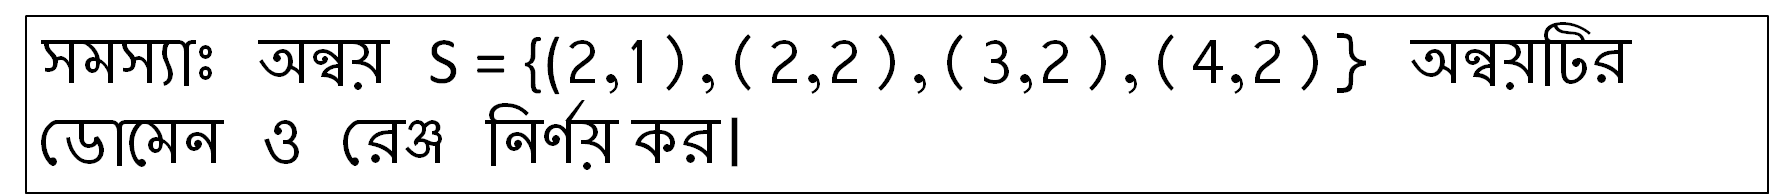 সমস্যাঃ অন্বয় S = {(2,1), (2,2), (3,2), (4,2)} অন্বয়টির
ডোমেন ও রেঞ্জ নির্ণয় কর।